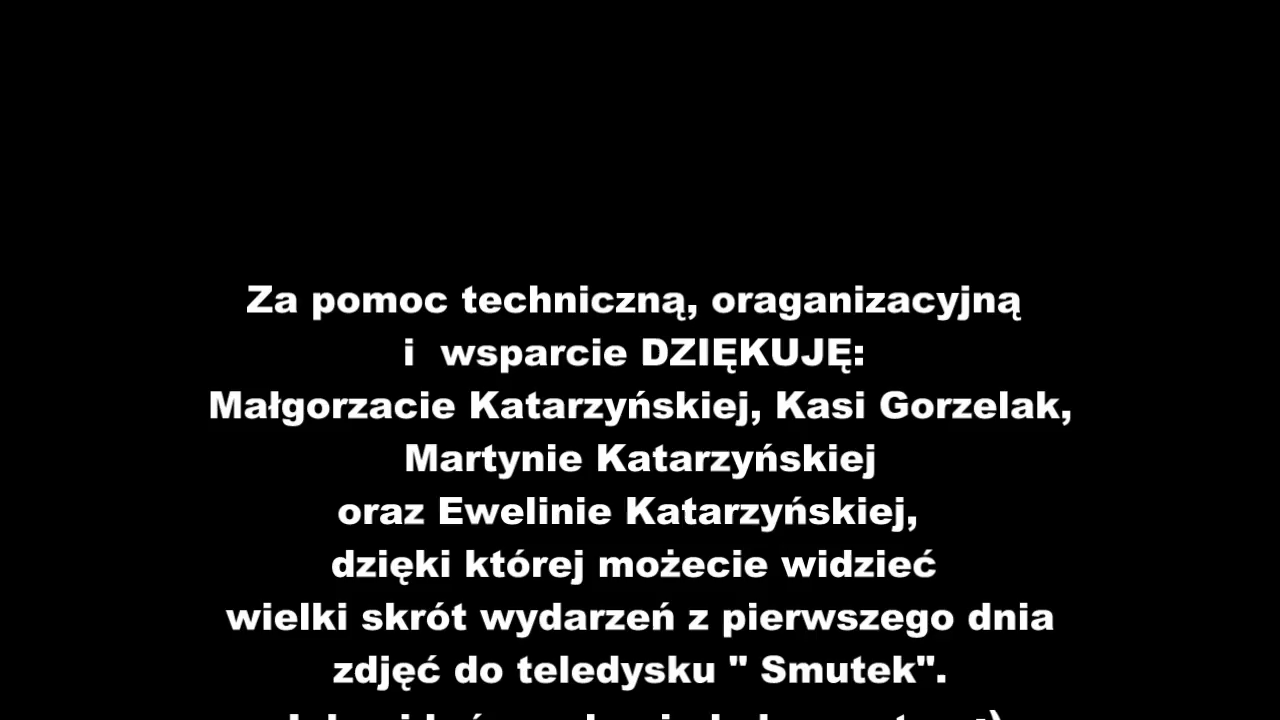 Za pomoc techniczną, oraganizacyjną
i  wsparcie DZIĘKUJĘ:
Małgorzacie Katarzyńskiej, Kasi Gorzelak,
Martynie Katarzyńskiej
oraz Ewelinie Katarzyńskiej,
dzięki której możecie widzieć
wielki skrót wydarzeń z pierwszego dnia
zdjęć do teledysku " Smutek".
:)